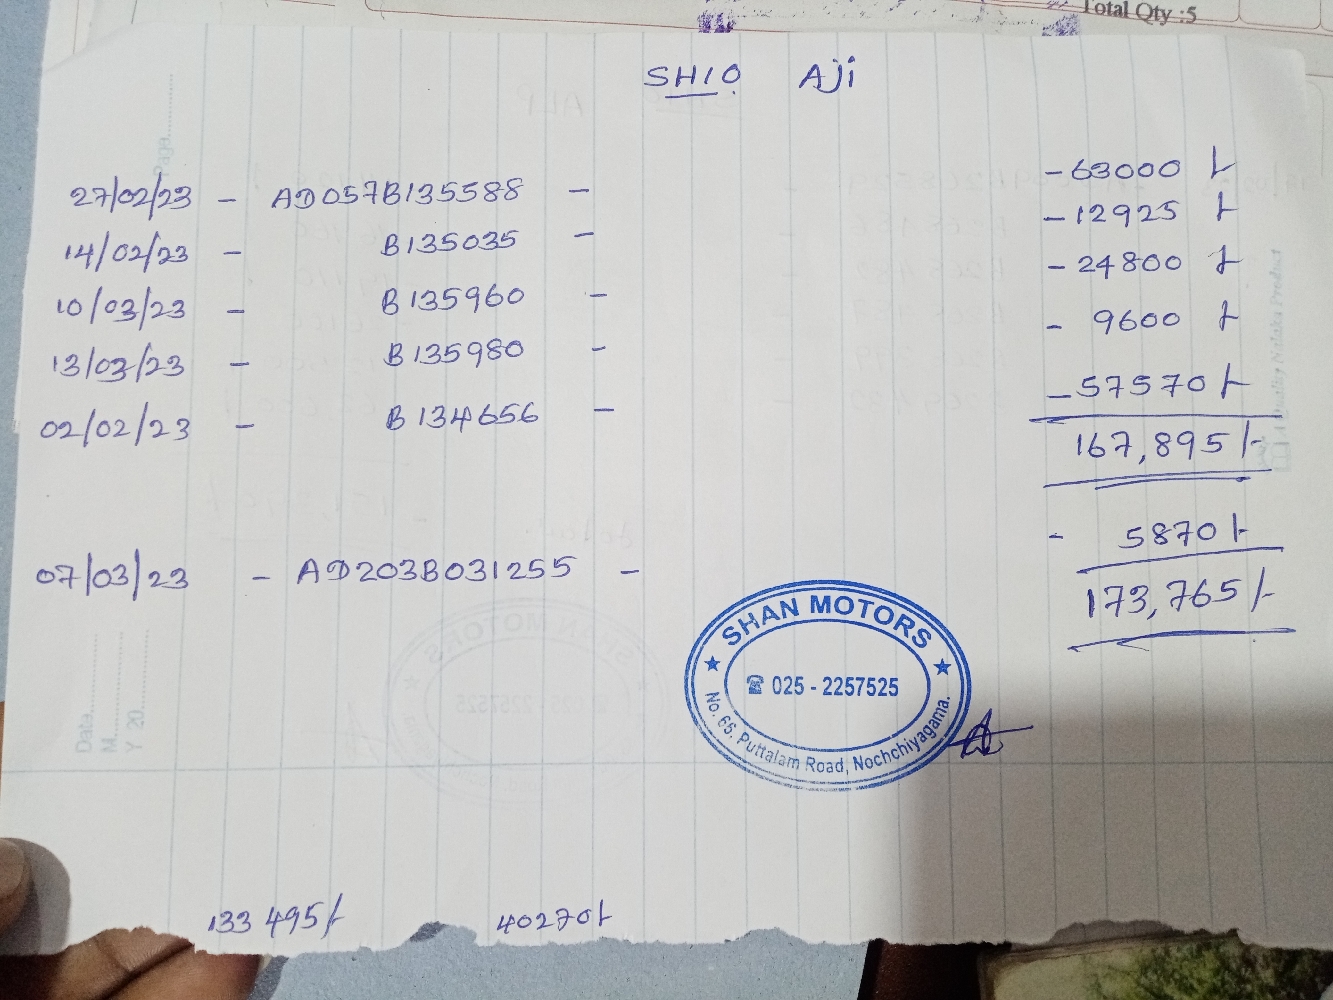 Total Qty :5
SHIO Aji
27/02/23 - AD057B135588 - - 63000/-
14/02/23 - B135035 - - 12925/-
10/03/23 - B135960 - - 24800/-
13/03/23 - B135980 - - 9600/-
02/02/23 - B134656 - - 57570/-
167,895/-
07/03/23 - AD203B031255 - - 5870/-
173,765/-
SHAN MOTORS
☎ 025 - 2257525
No. 66, Puttalam Road, Nochchiyagama.
Date
M
Y 20
133 495/- 40270/-